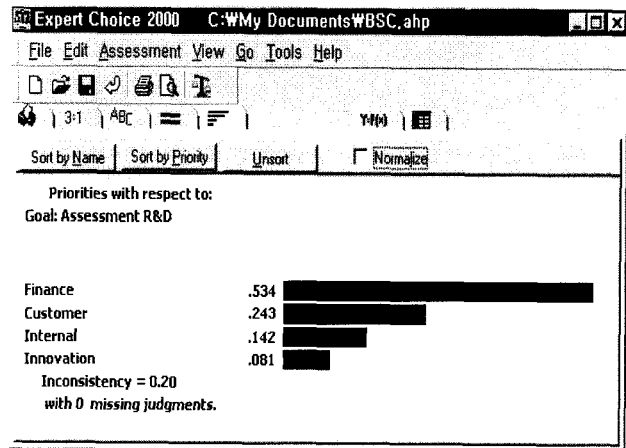 Expert Choice 2000 C:₩My Documents₩BSC.ahp
File Edit Assessment View Go Tools Help
3:1 ABC Y=f(x)
Sort by Name Sort by Priority Unsort Normalize
Priorities with respect to:
Goal: Assessment R&D
Finance .534
Customer .243
Internal .142
Innovation .081
Inconsistency = 0.20
with 0 missing judgments.